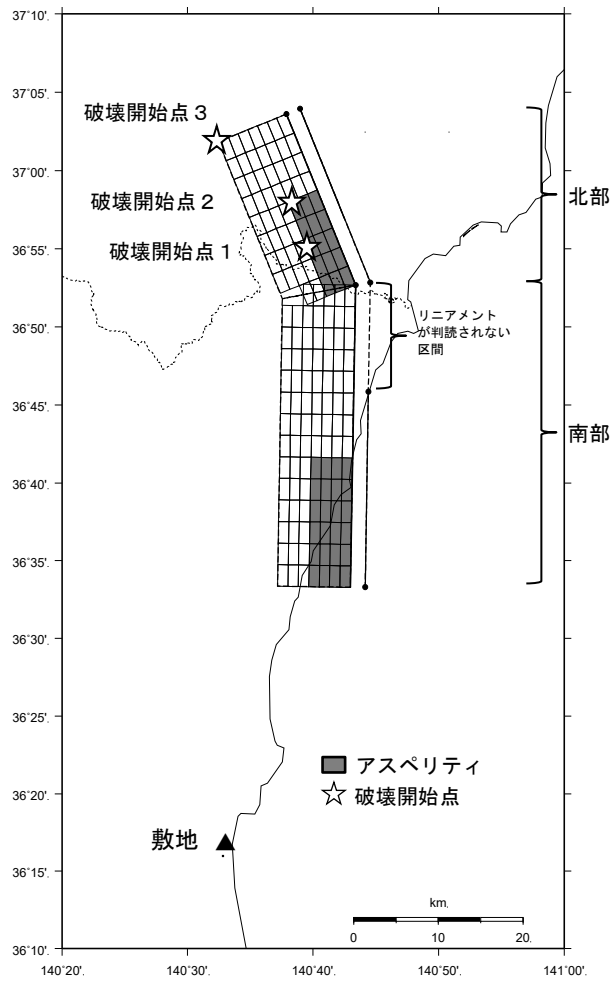 37˚10'.
37˚05'.
37˚00'.
36˚55'.
36˚50'.
36˚45'.
36˚40'.
36˚35'.
36˚30'.
36˚25'.
36˚20'.
36˚15'.
36˚10'.
140˚20'.
140˚30'.
140˚40'.
140˚50'.
141˚00'.
破壊開始点３
破壊開始点２
破壊開始点１
北部
リニアメント
が判読されない
区間
南部
アスペリティ
破壊開始点
敷地
km.
0
10
20.